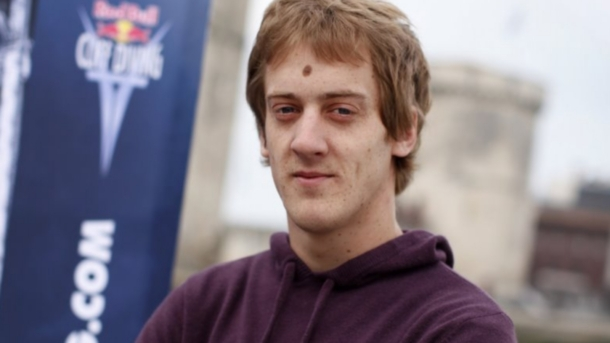 Red Bull
CLIFF DIVING
S.COM